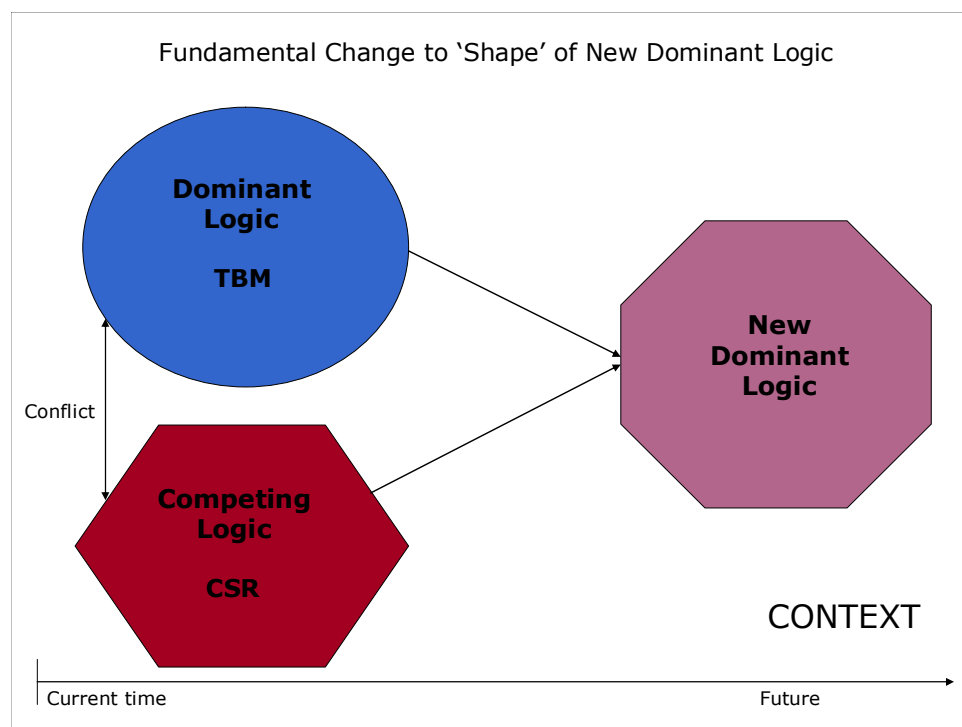 Fundamental Change to ‘Shape’ of New Dominant Logic
Dominant
Logic
TBM
Conflict
Competing
Logic
CSR
New
Dominant
Logic
CONTEXT
Current time
Future